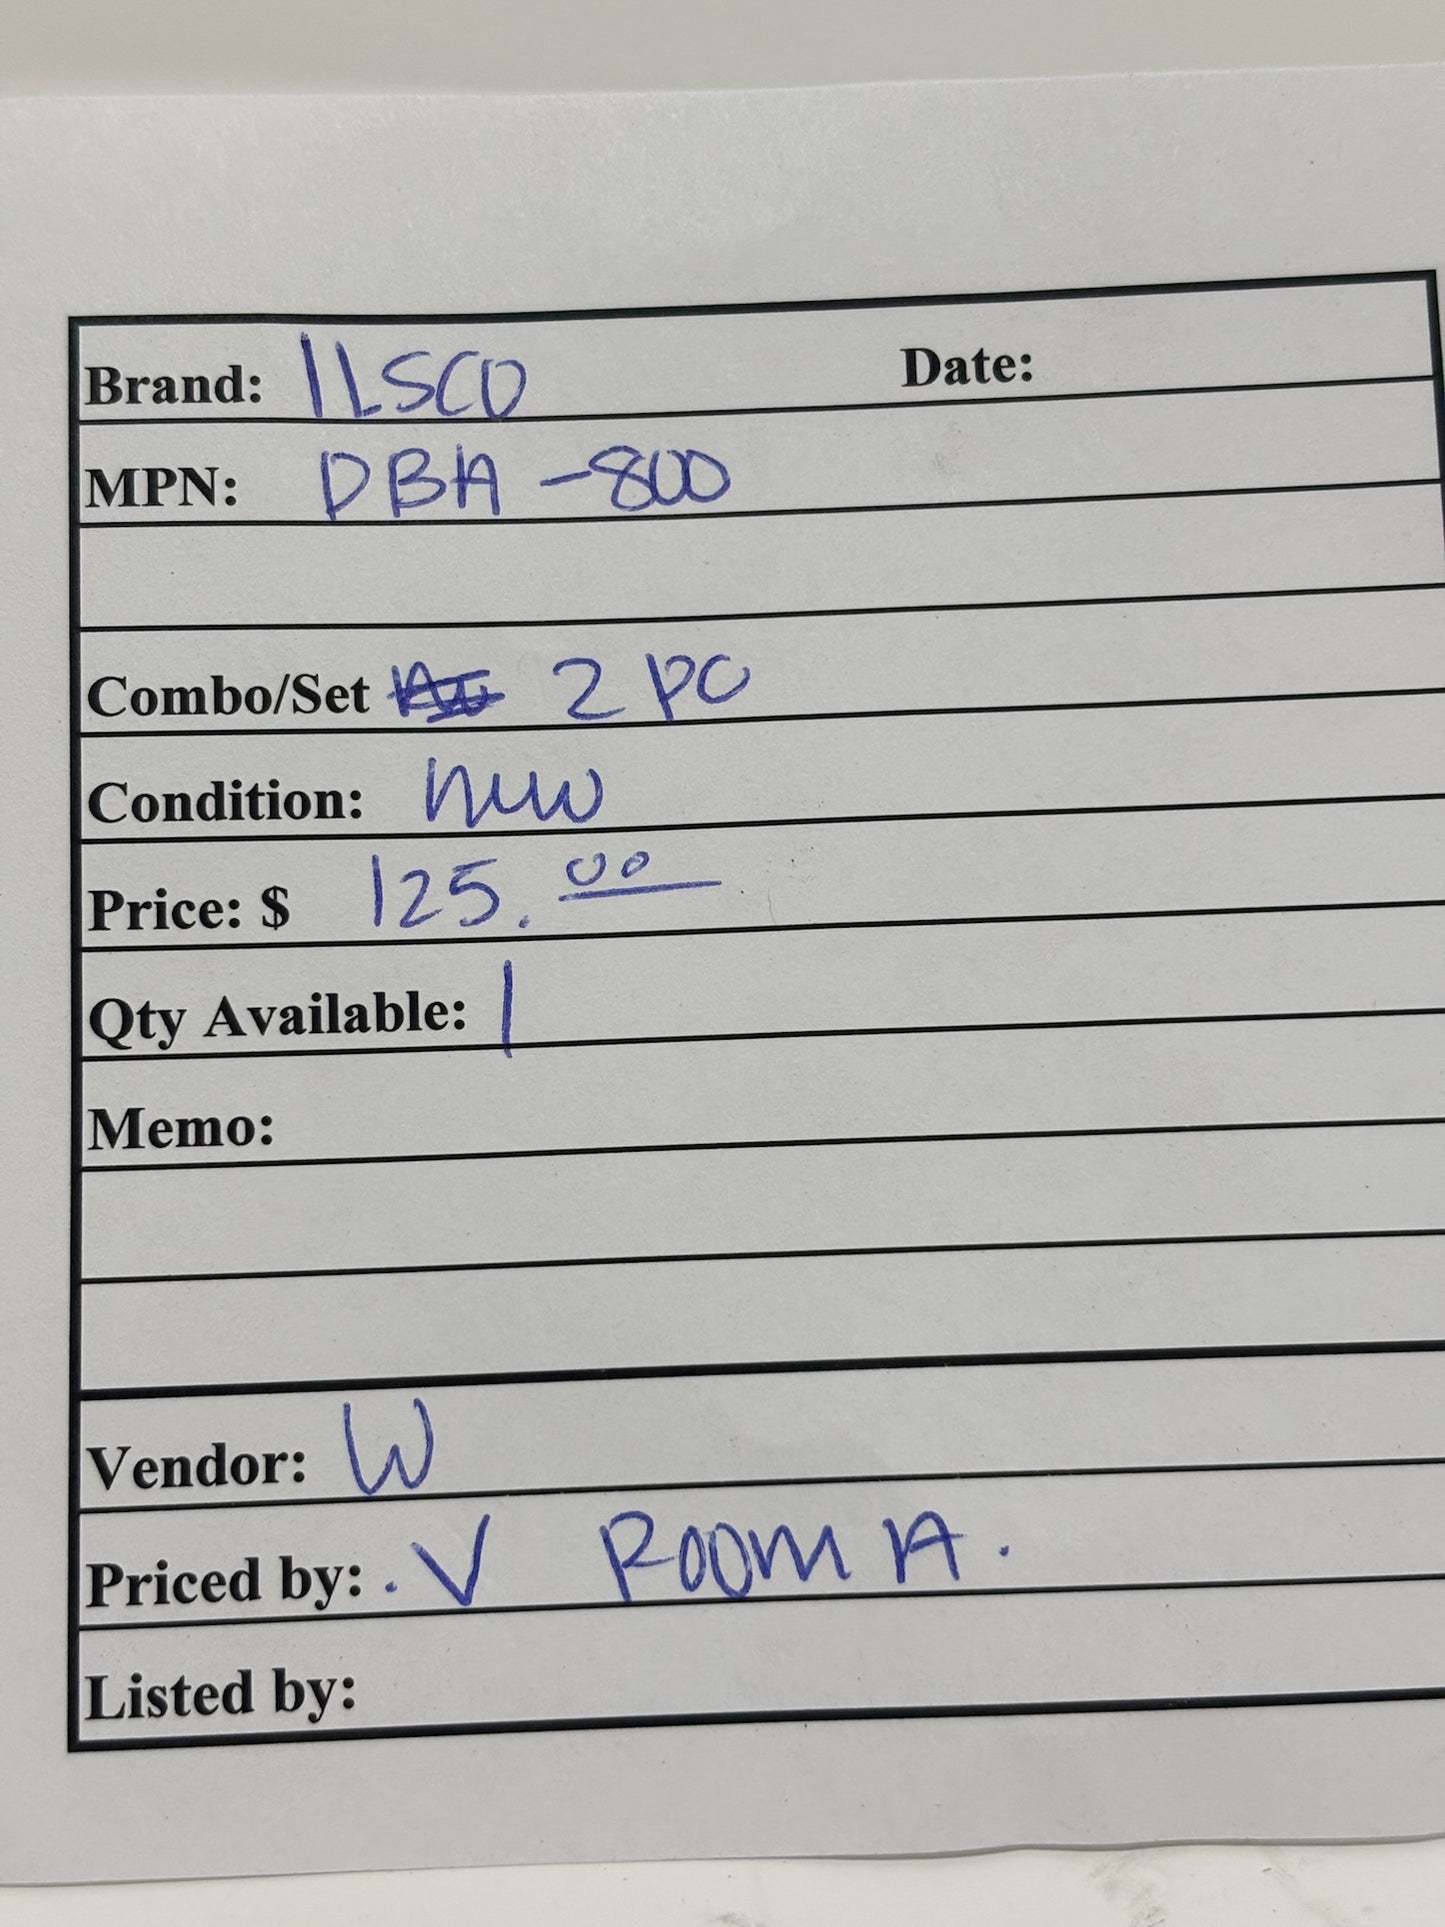 Brand: ILSCO Date:
MPN: DBA-800
Combo/Set 2 PC
Condition: new
Price: $ 125.00
Qty Available: 1
Memo:
Vendor: W
Priced by: . V ROOM A.
Listed by: